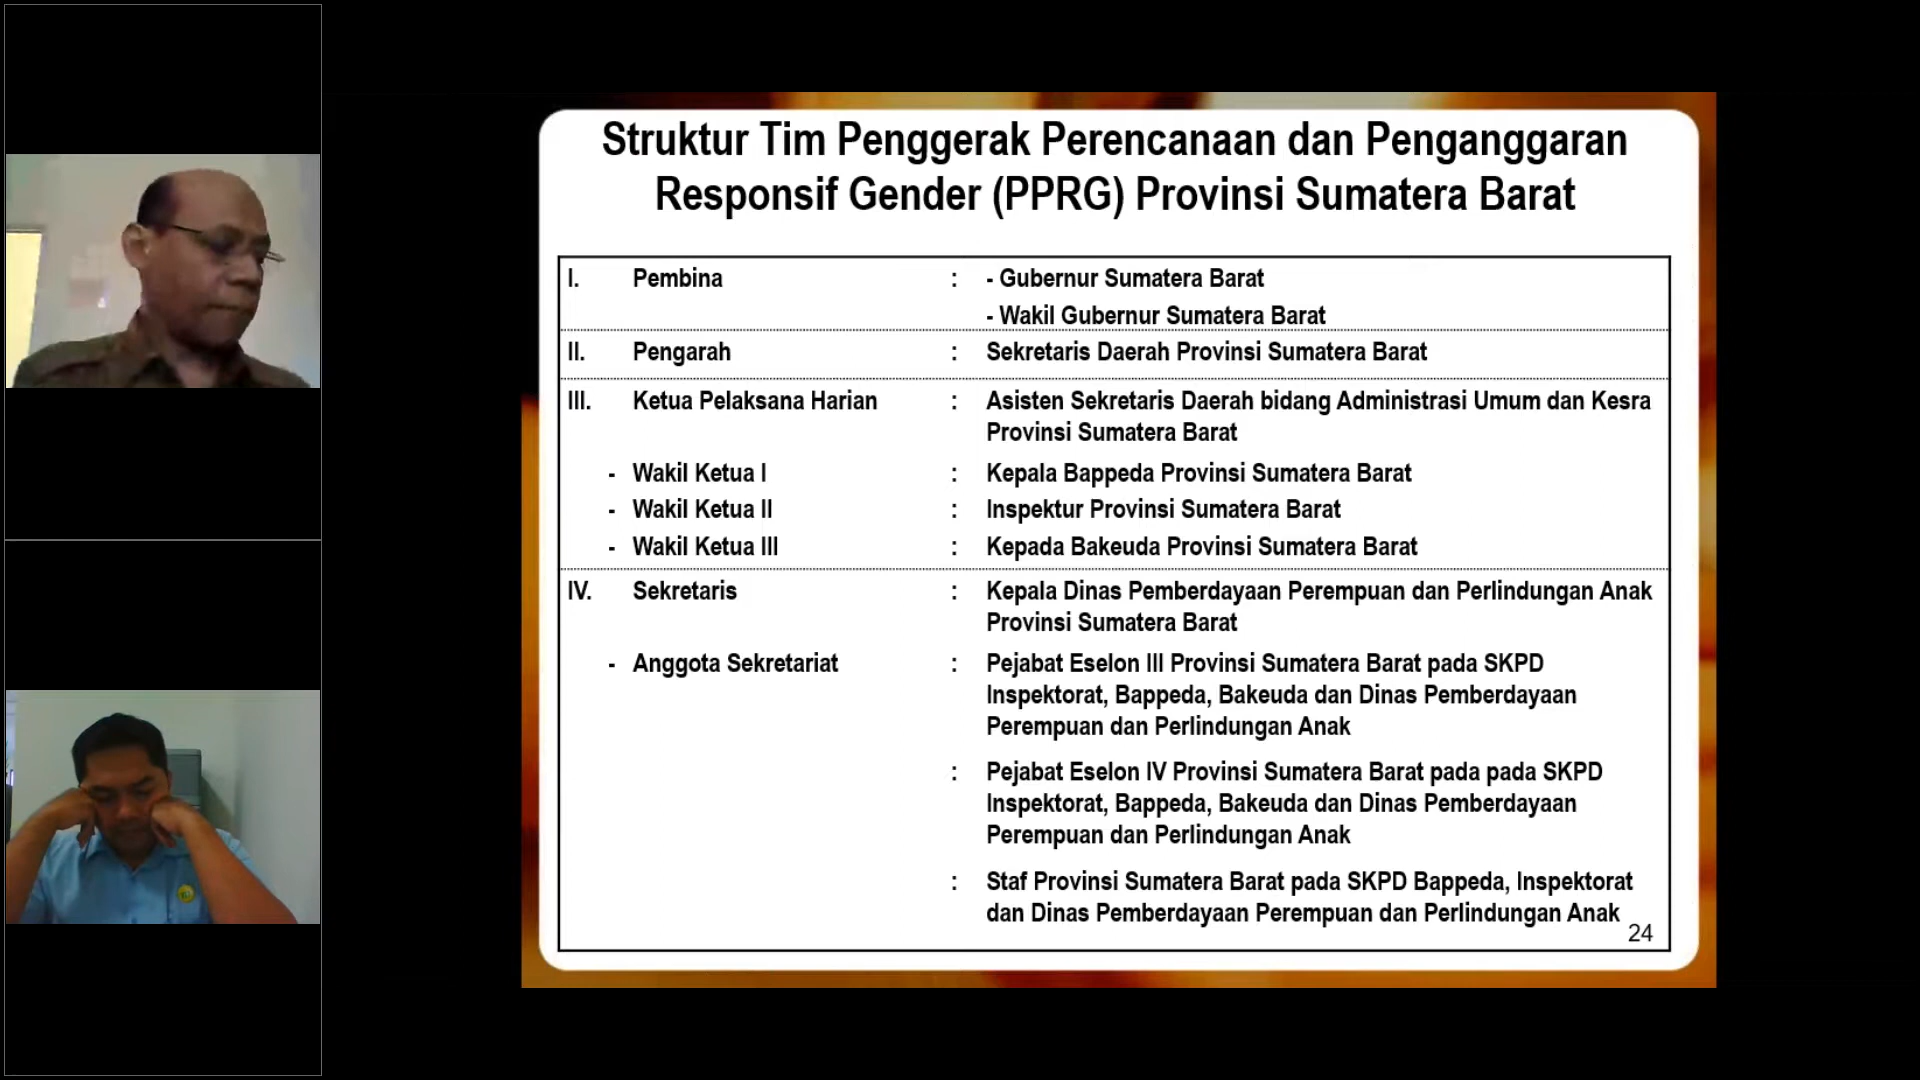 Struktur Tim Penggerak Perencanaan dan Penganggaran
Responsif Gender (PPRG) Provinsi Sumatera Barat
I. Pembina : - Gubernur Sumatera Barat
- Wakil Gubernur Sumatera Barat
II. Pengarah : Sekretaris Daerah Provinsi Sumatera Barat
III. Ketua Pelaksana Harian : Asisten Sekretaris Daerah bidang Administrasi Umum dan Kesra
Provinsi Sumatera Barat
- Wakil Ketua I : Kepala Bappeda Provinsi Sumatera Barat
- Wakil Ketua II : Inspektur Provinsi Sumatera Barat
- Wakil Ketua III : Kepada Bakeuda Provinsi Sumatera Barat
IV. Sekretaris : Kepala Dinas Pemberdayaan Perempuan dan Perlindungan Anak
Provinsi Sumatera Barat
- Anggota Sekretariat : Pejabat Eselon III Provinsi Sumatera Barat pada SKPD
Inspektorat, Bappeda, Bakeuda dan Dinas Pemberdayaan
Perempuan dan Perlindungan Anak
: Pejabat Eselon IV Provinsi Sumatera Barat pada pada SKPD
Inspektorat, Bappeda, Bakeuda dan Dinas Pemberdayaan
Perempuan dan Perlindungan Anak
: Staf Provinsi Sumatera Barat pada SKPD Bappeda, Inspektorat
dan Dinas Pemberdayaan Perempuan dan Perlindungan Anak
24